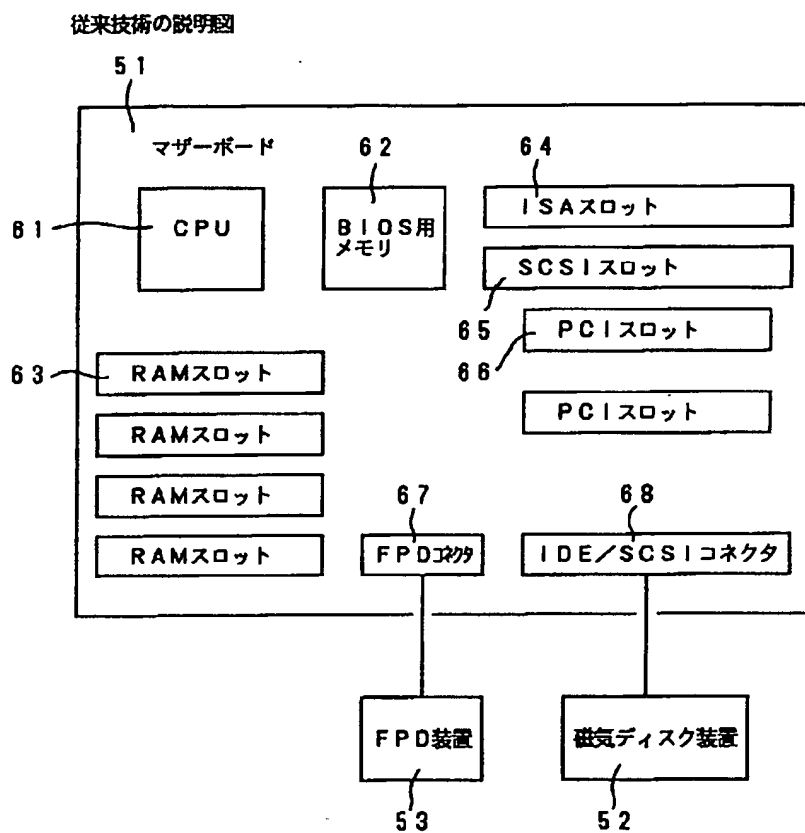 従来技術の説明図
51
マザーボード
62
64
61
CPU
BIOS用
メモリ
ISAスロット
SCSIスロット
65
PCIスロット
66
63
RAMスロット
PCIスロット
RAMスロット
RAMスロット
67
68
RAMスロット
FPDコネクタ
IDE/SCSIコネクタ
FPD装置
磁気ディスク装置
53
52